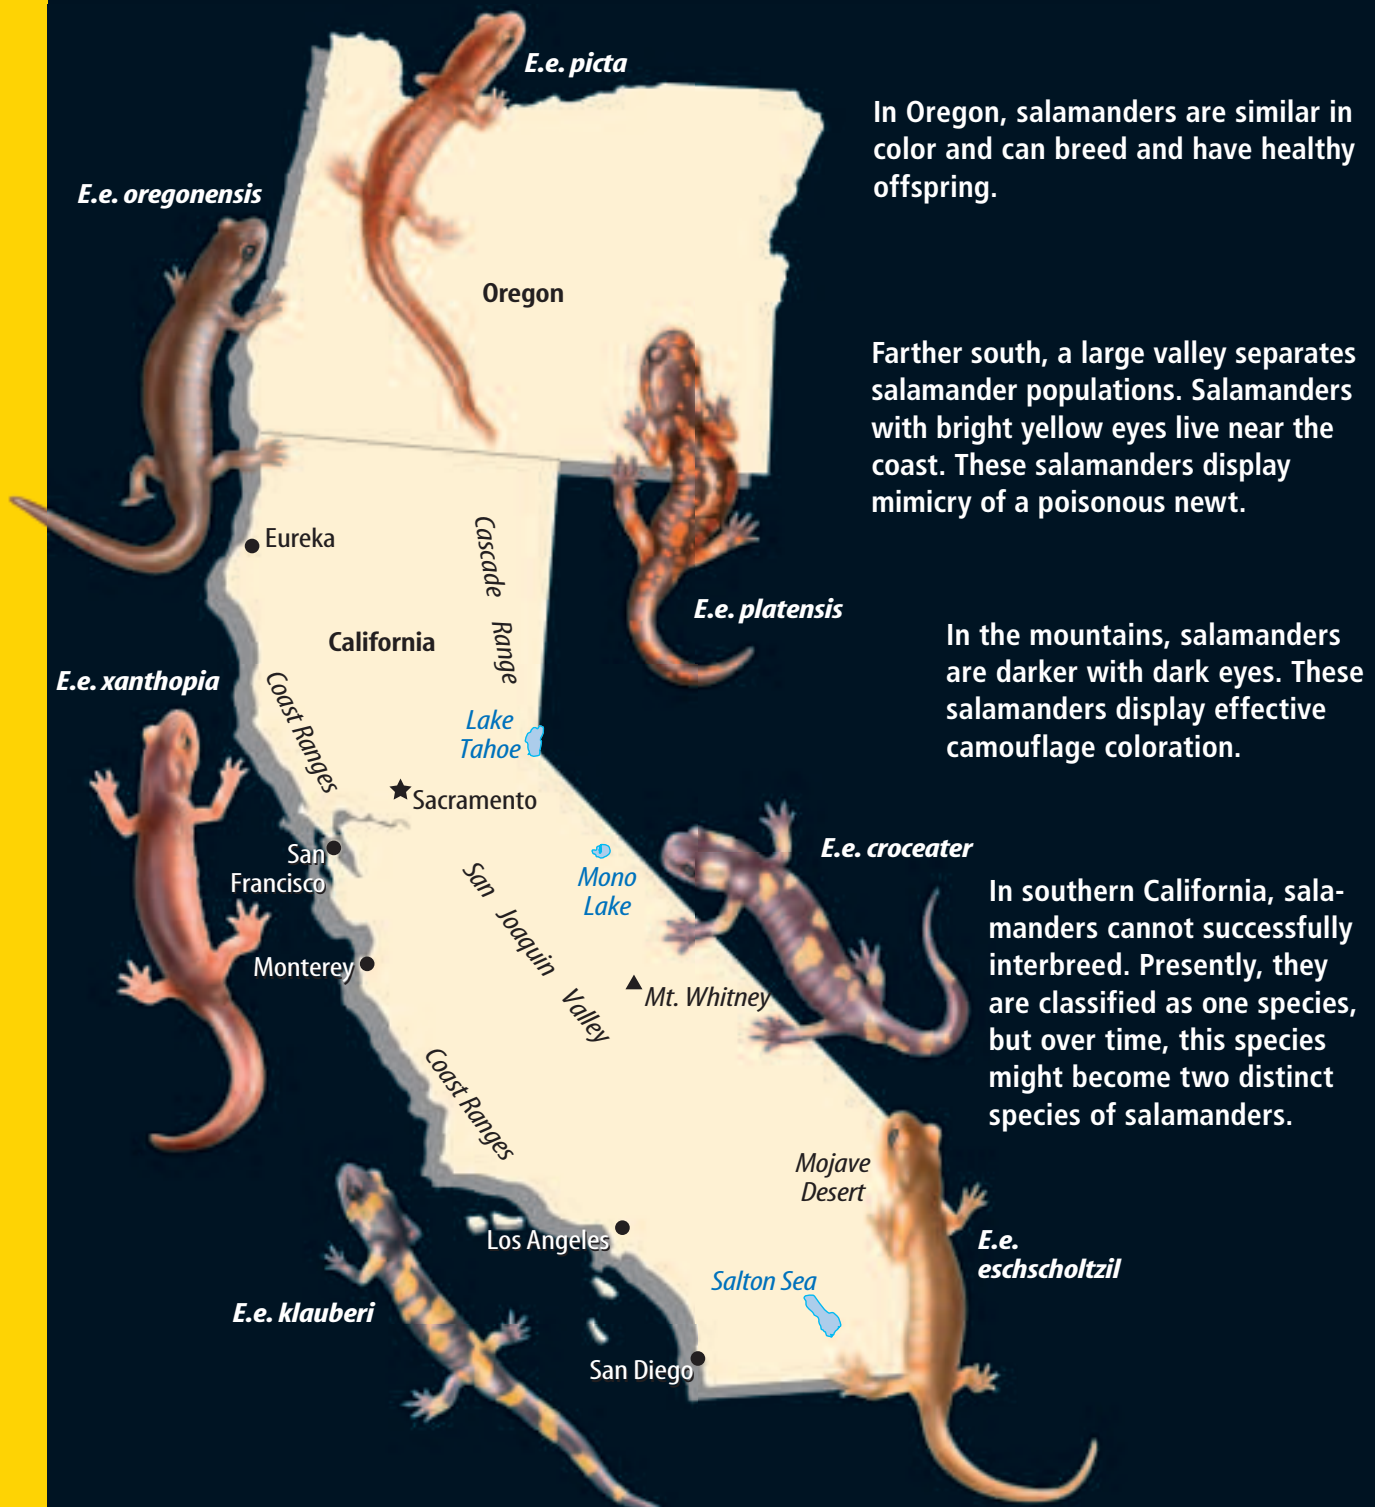 E.e. picta
In Oregon, salamanders are similar in
color and can breed and have healthy
offspring.
E.e. oregonensis
Oregon
Farther south, a large valley separates
salamander populations. Salamanders
with bright yellow eyes live near the
coast. These salamanders display
mimicry of a poisonous newt.
Eureka
Cascade Range
E.e. platensis
California
In the mountains, salamanders
are darker with dark eyes. These
salamanders display effective
camouflage coloration.
E.e. xanthopia
Coast Ranges
Lake
Tahoe
Sacramento
San
Francisco
San Joaquin Valley
Mono
Lake
E.e. croceater
In southern California, sala-
manders cannot successfully
interbreed. Presently, they
are classified as one species,
but over time, this species
might become two distinct
species of salamanders.
Monterey
Mt. Whitney
Coast Ranges
Mojave
Desert
Los Angeles
E.e.
eschscholtzil
Salton Sea
E.e. klauberi
San Diego